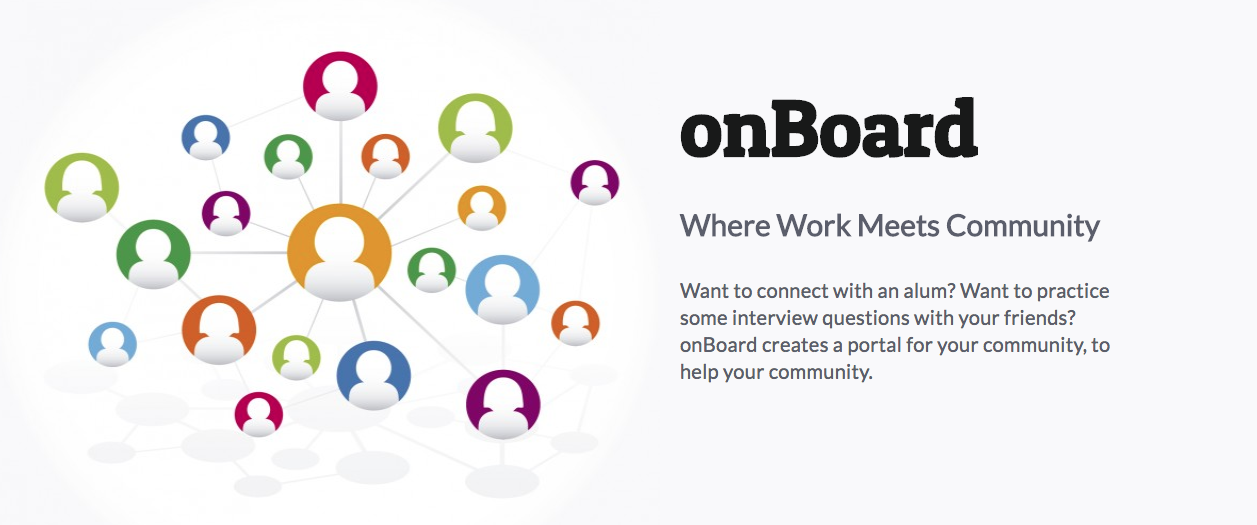 onBoard
Where Work Meets Community
Want to connect with an alum? Want to practice
some interview questions with your friends?
onBoard creates a portal for your community, to
help your community.